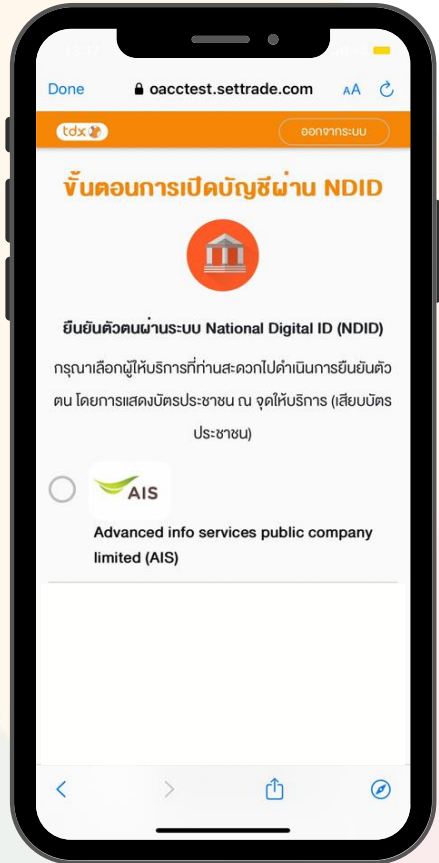 Done
oacctest.settrade.com
AA
tdx
ออกจากระบบ
ขั้นตอนการเปิดบัญชีผ่าน NDID
ยืนยันตัวตนผ่านระบบ National Digital ID (NDID)
กรุณาเลือกผู้ให้บริการที่ท่านสะดวกไปดำเนินการยืนยันตัว
ตน โดยการแสดงบัตรประชาชน ณ จุดให้บริการ (เสียบบัตร
ประชาชน)
AIS
Advanced info services public company
limited (AIS)